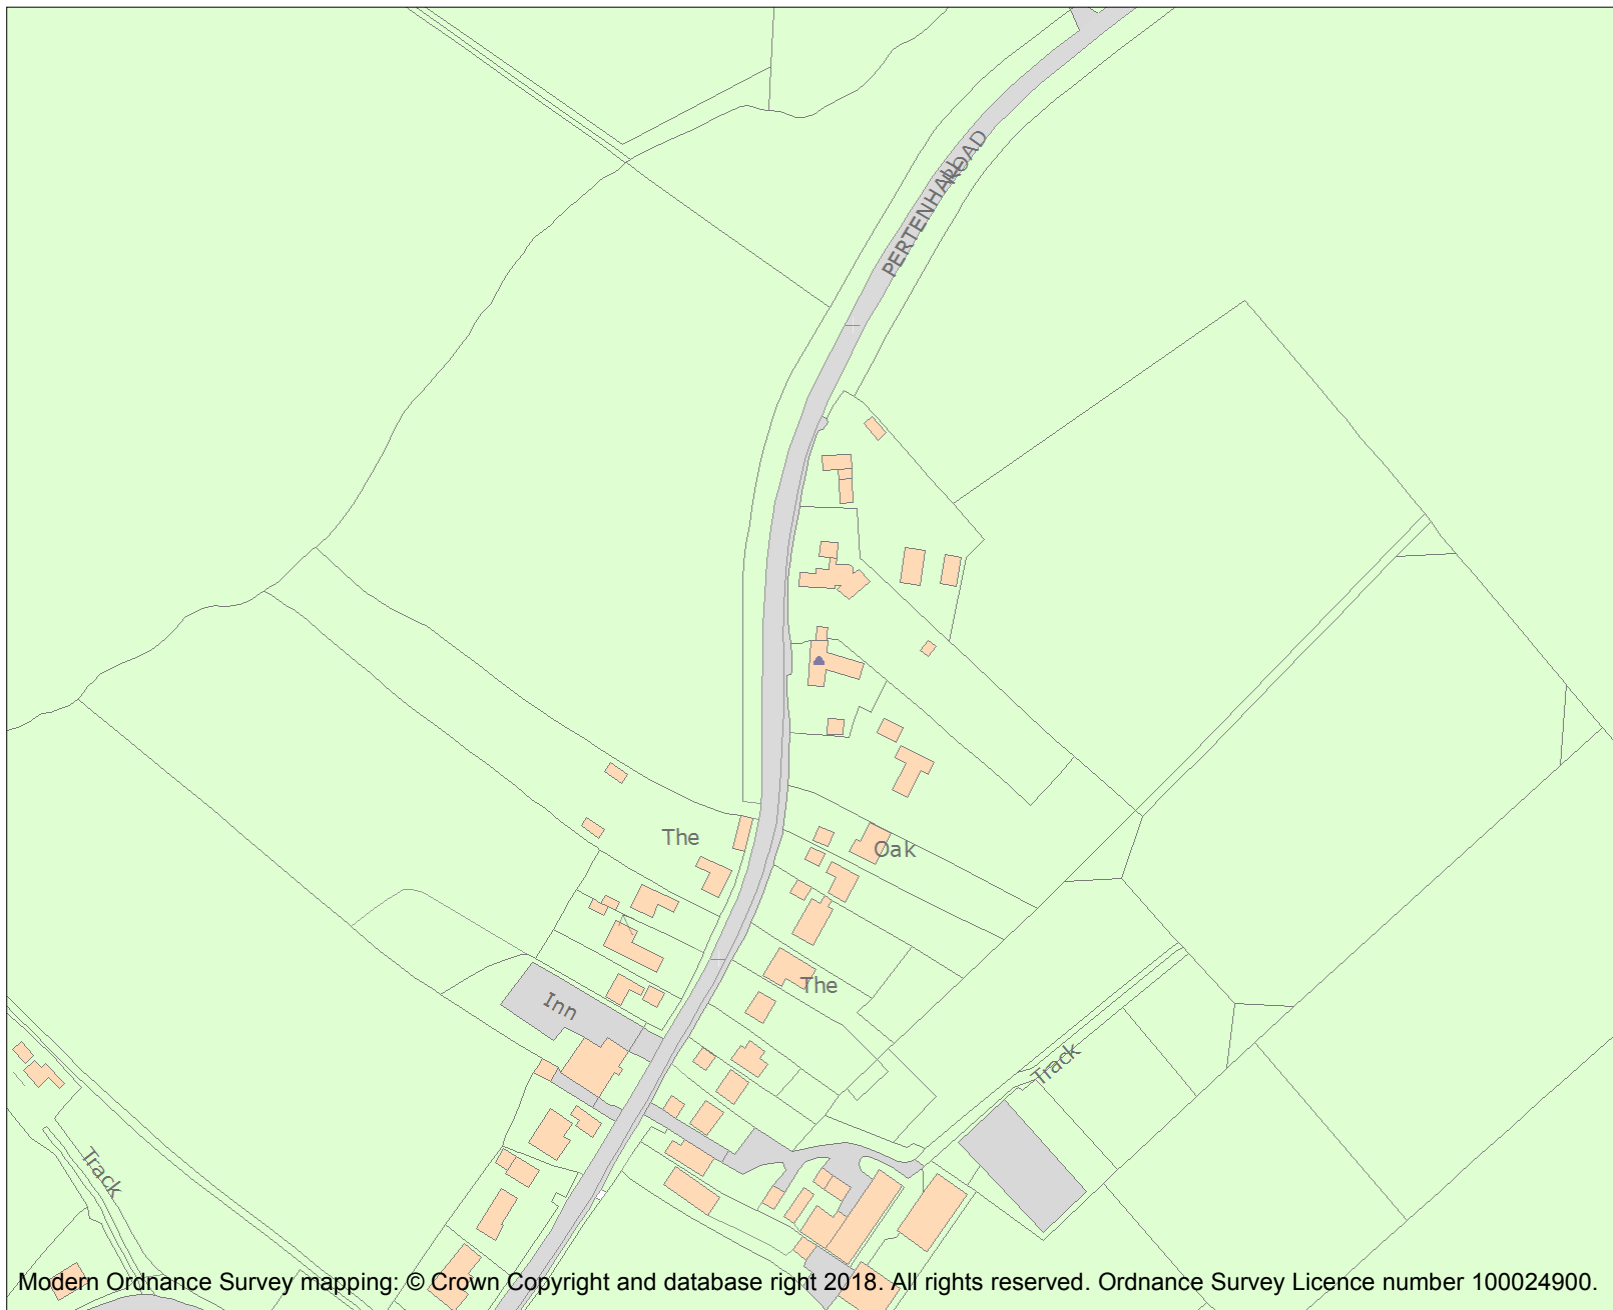 PERTENHALL
ROAD
The
Oak
The
Inn
Track
Track
Modern Ordnance Survey mapping: © Crown Copyright and database right 2018. All rights reserved. Ordnance Survey Licence number 100024900.